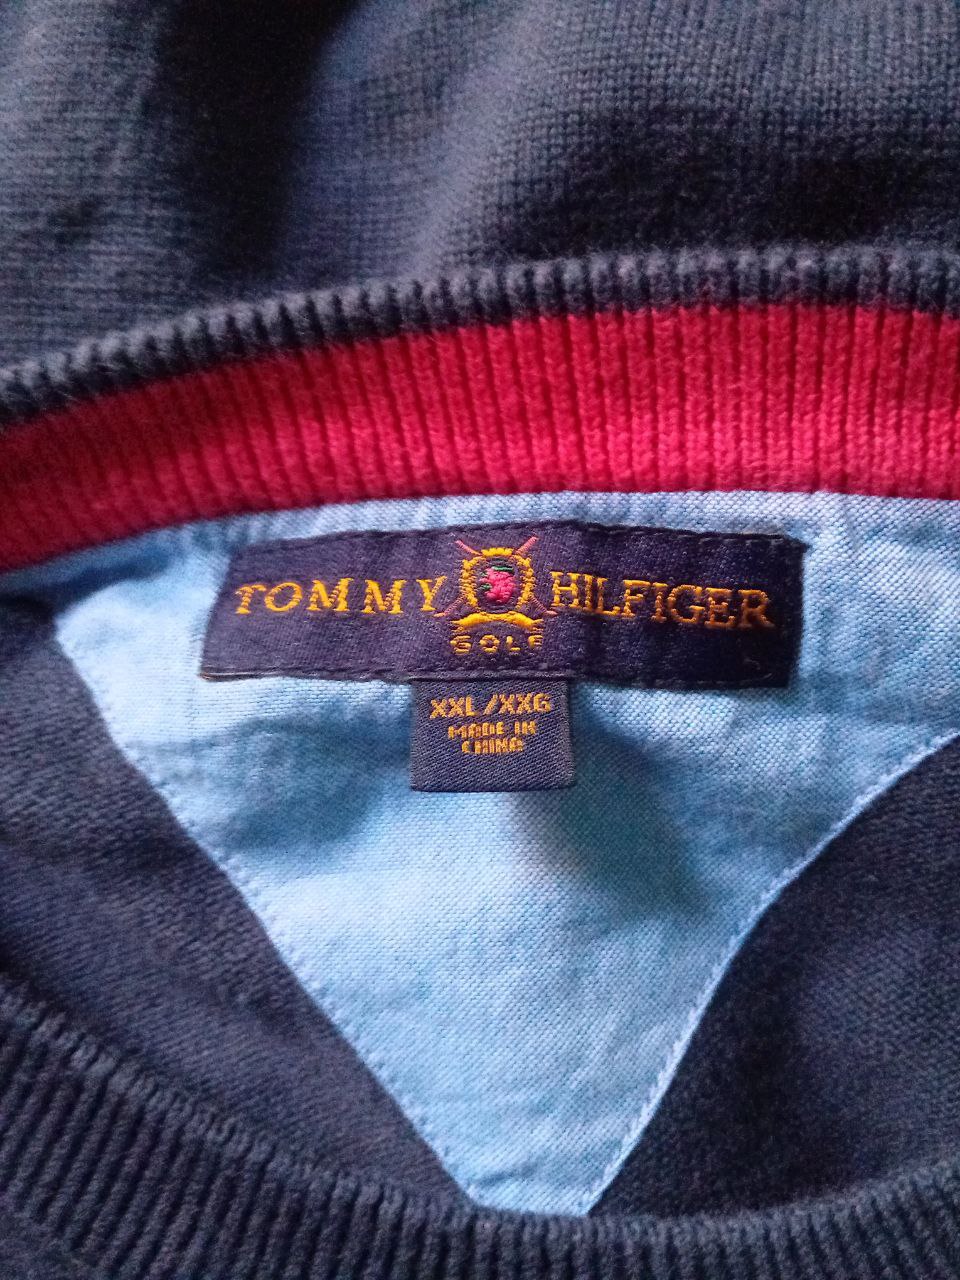 TOMMY HILFIGER
GOLF
XXL/XXG
MADE IN
CHINA